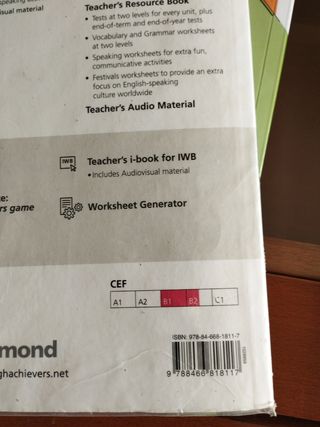 visual material
Teacher's Resource Book
• Tests at two levels for every unit, plus
end-of-term and end-of-year tests
• Vocabulary and Grammar worksheets
at two levels
• Speaking worksheets for extra fun,
communicative activities
• Festivals worksheets to provide an extra
focus on English-speaking
culture worldwide
Teacher's Audio Material
IWB
Teacher's i-book for IWB
• Includes Audiovisual material
rs game
Worksheet Generator
CEF
A1 A2 B1 B2 C1
mond
ghachievers.net
ISBN: 978-84-668-1811-7
9 788466 818117